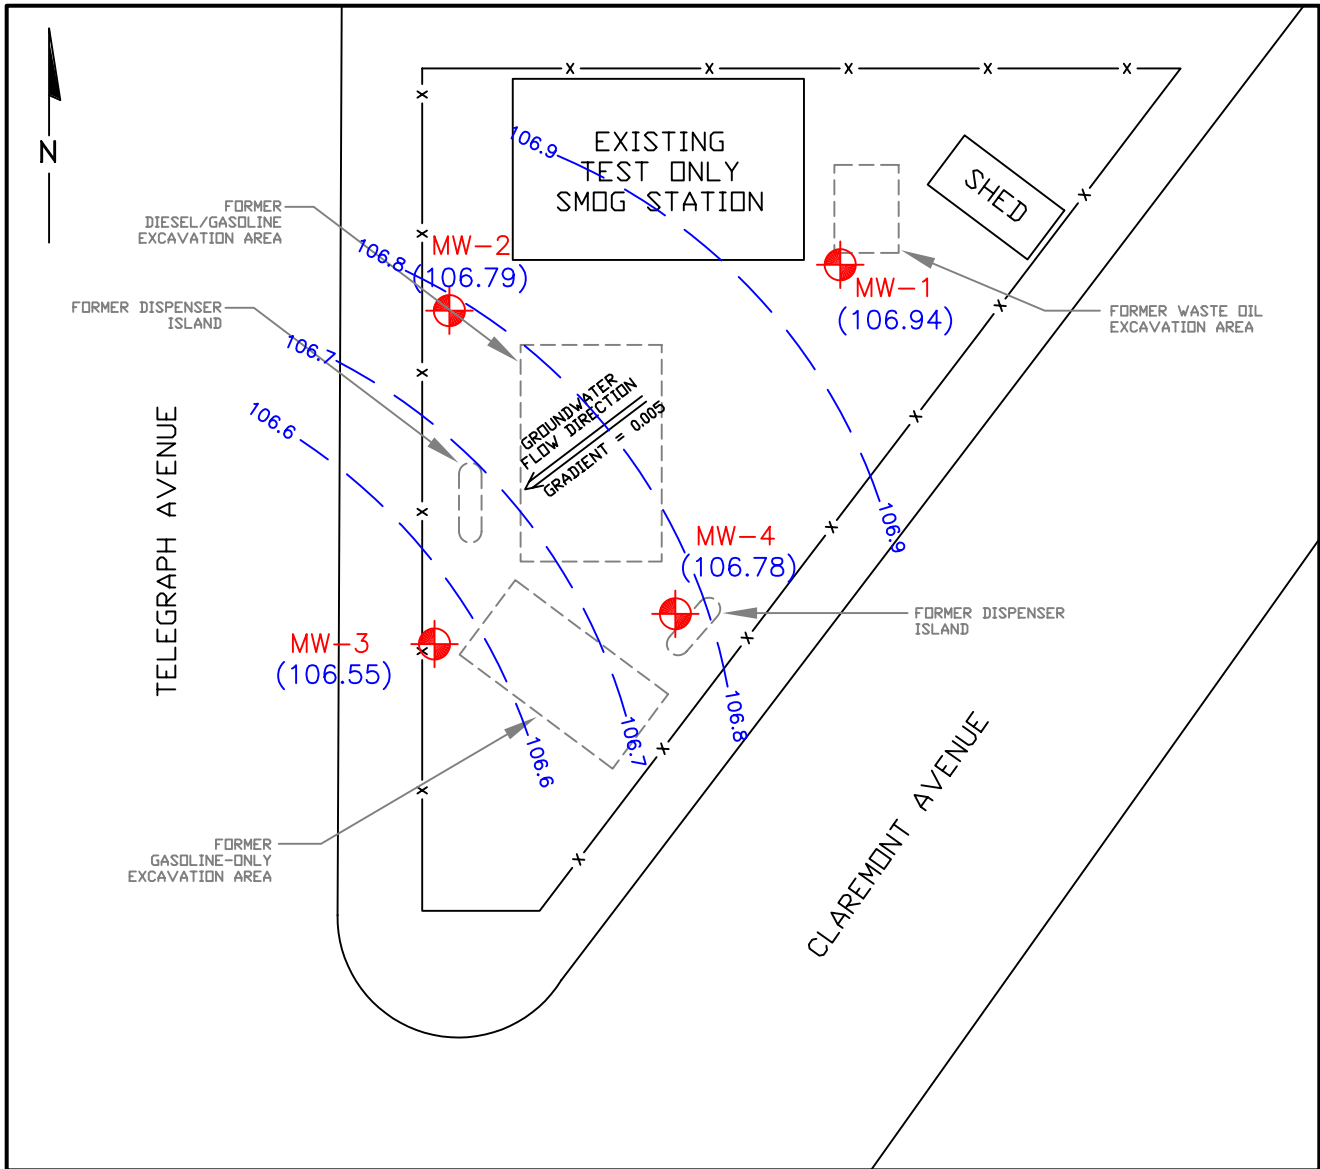 N
EXISTING
TEST ONLY
SMOG STATION
SHED
106.9
FORMER
DIESEL/GASOLINE
EXCAVATION AREA
106.8
MW-2
(106.79)
MW-1
(106.94)
FORMER DISPENSER
ISLAND
FORMER WASTE OIL
EXCAVATION AREA
106.7
106.6
GROUNDWATER
FLOW DIRECTION
GRADIENT = 0.005
TELEGRAPH AVENUE
106.9
MW-4
(106.78)
FORMER DISPENSER
ISLAND
MW-3
(106.55)
106.8
106.7
106.6
FORMER
GASOLINE-ONLY
EXCAVATION AREA
CLAREMONT AVENUE